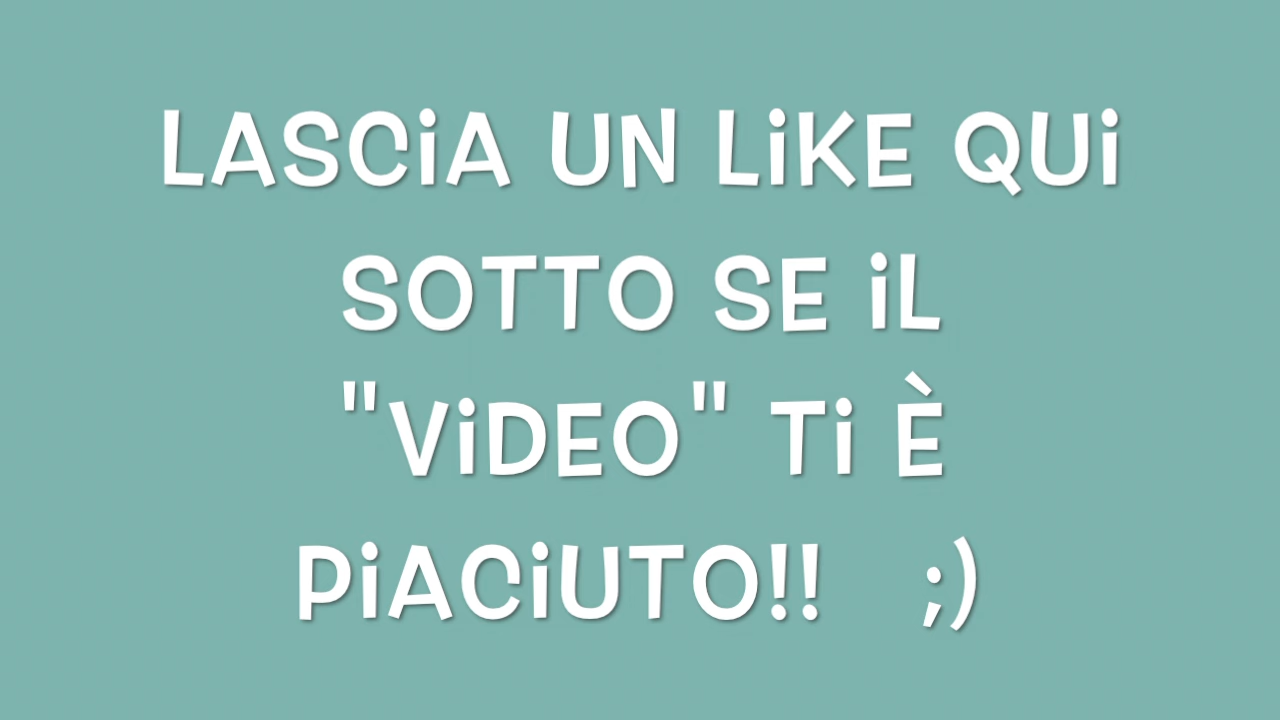 LASCiA UN LiKE QUi
SOTTO SE iL
"ViDEO" Ti È
PiACiUTO!! ;)